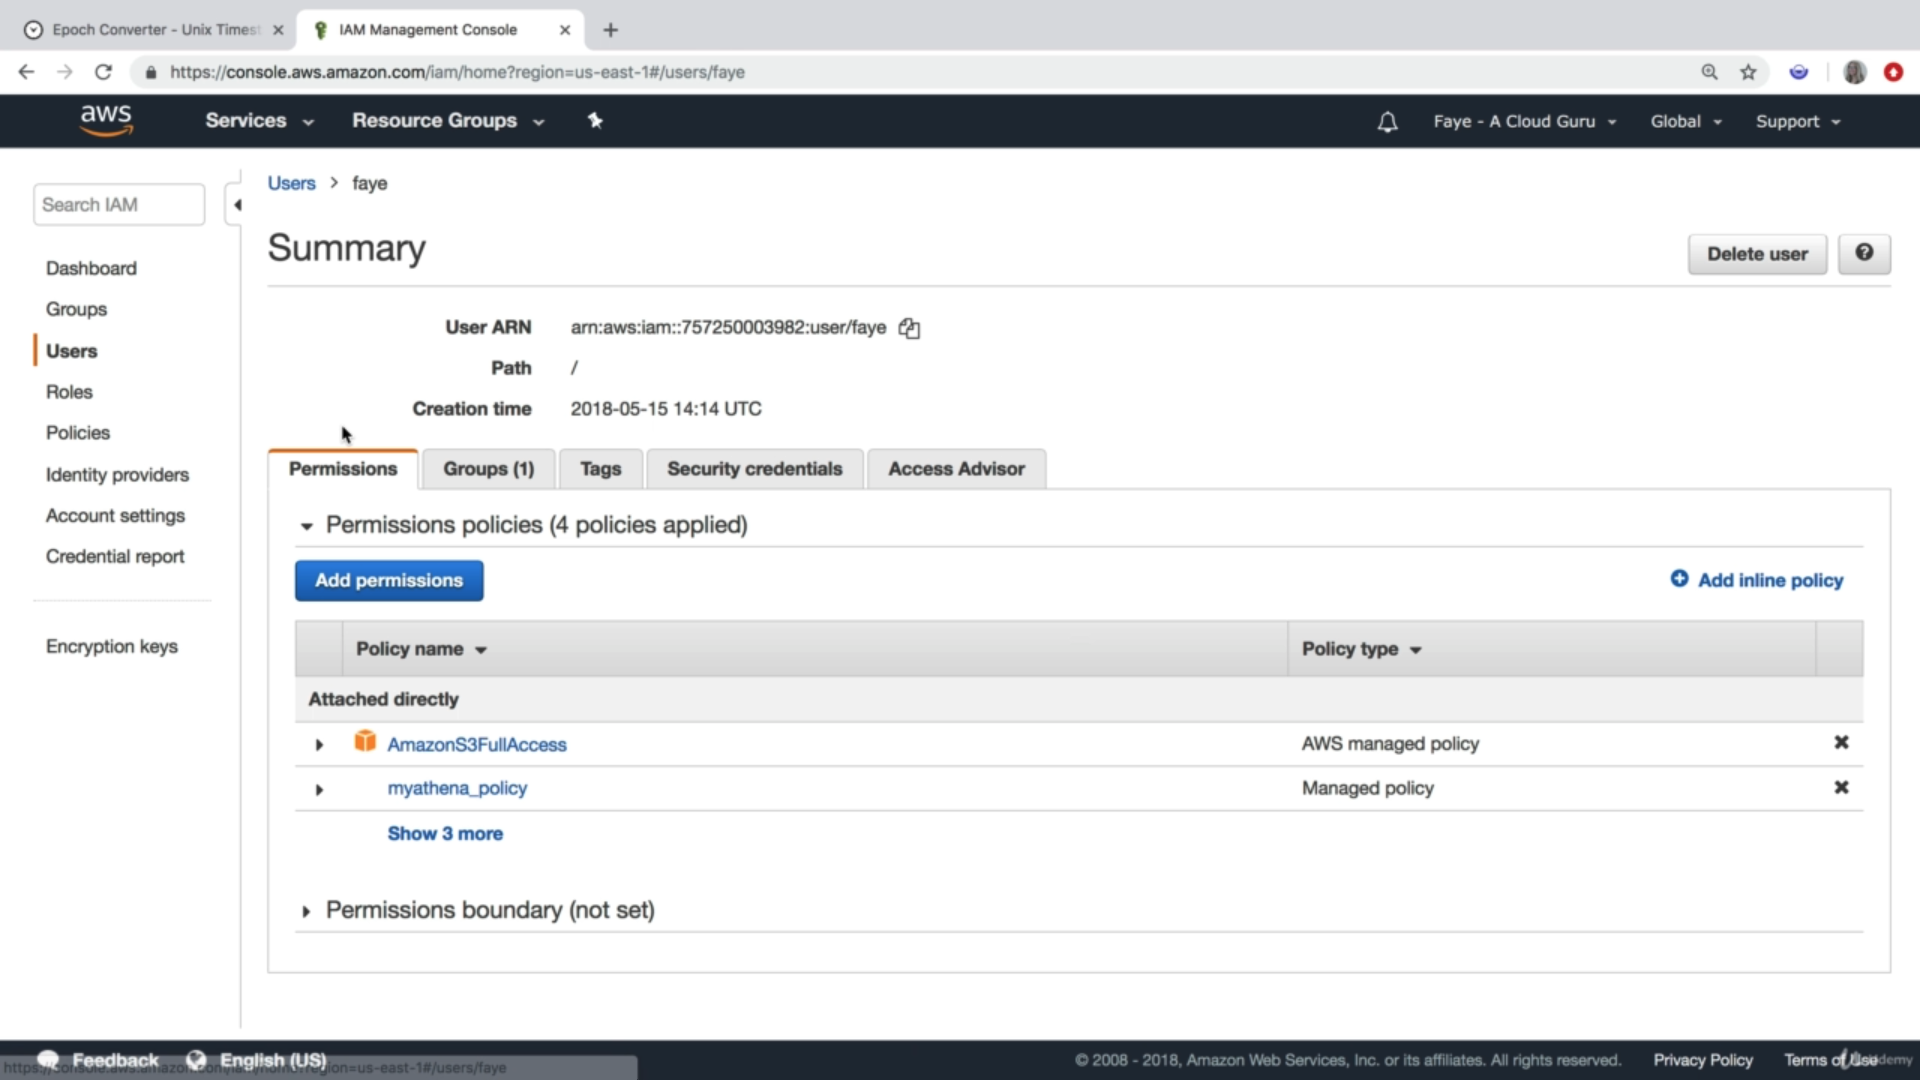 Epoch Converter - Unix Timest
IAM Management Console
https://console.aws.amazon.com/iam/home?region=us-east-1#/users/faye
aws
Services
Resource Groups
Faye - A Cloud Guru
Global
Support
Search IAM
Dashboard
Groups
Users
Roles
Policies
Identity providers
Account settings
Credential report
Encryption keys
Users > faye
Summary
Delete user
User ARN arn:aws:iam::757250003982:user/faye
Path /
Creation time 2018-05-15 14:14 UTC
Permissions
Groups (1)
Tags
Security credentials
Access Advisor
Permissions policies (4 policies applied)
Add permissions
Add inline policy
Policy name
Policy type
Attached directly
AmazonS3FullAccess
AWS managed policy
myathena_policy
Managed policy
Show 3 more
Permissions boundary (not set)
Feedback
English (US)
https://console.aws.amazon.com/iam/home?region=us-east-1#/users/faye
© 2008 - 2018, Amazon Web Services, Inc. or its affiliates. All rights reserved.
Privacy Policy
Terms of Use